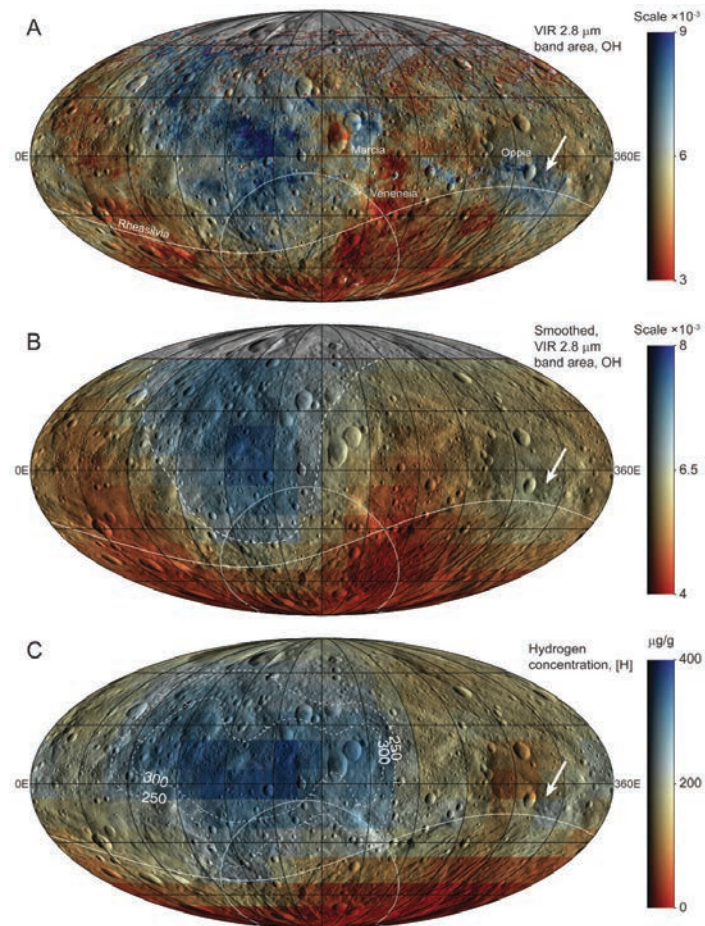 A
VIR 2.8 μm
band area, OH
Scale ×10⁻³
9
6
3
0E
360E
Marcia
Oppia
Veneneia
Rheasilvia
B
Smoothed,
VIR 2.8 μm
band area, OH
Scale ×10⁻³
8
6.5
4
0E
360E
C
Hydrogen
concentration, [H]
μg/g
400
200
0
0E
360E
300
250
250
300